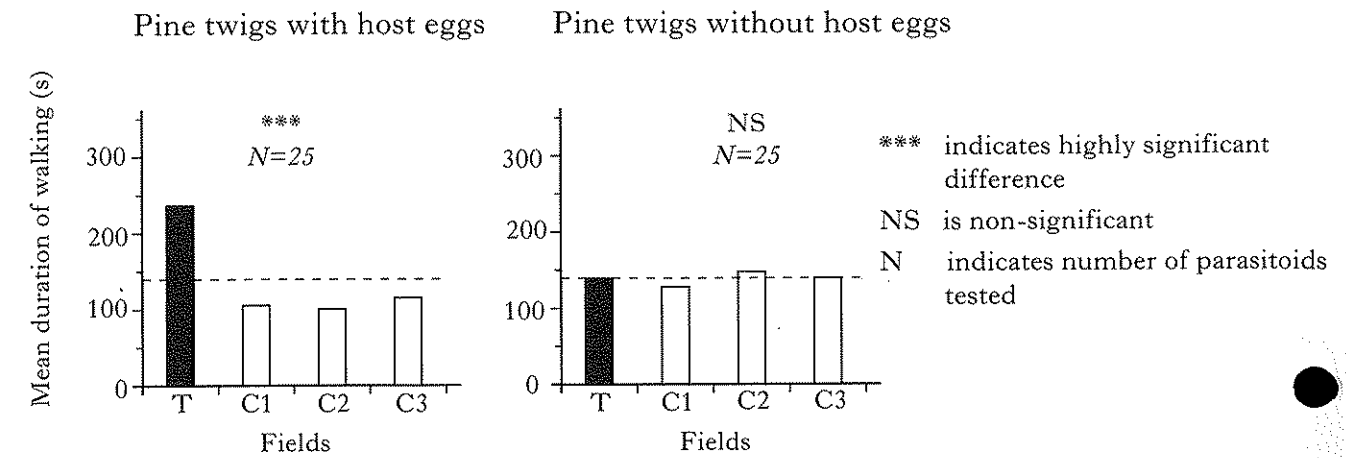 Pine twigs with host eggs
Pine twigs without host eggs
Mean duration of walking (s)
300
200
100
0
***
N=25
T C1 C2 C3
Fields
300
200
100
0
NS
N=25
T C1 C2 C3
Fields
*** indicates highly significant
difference
NS is non-significant
N indicates number of parasitoids
tested